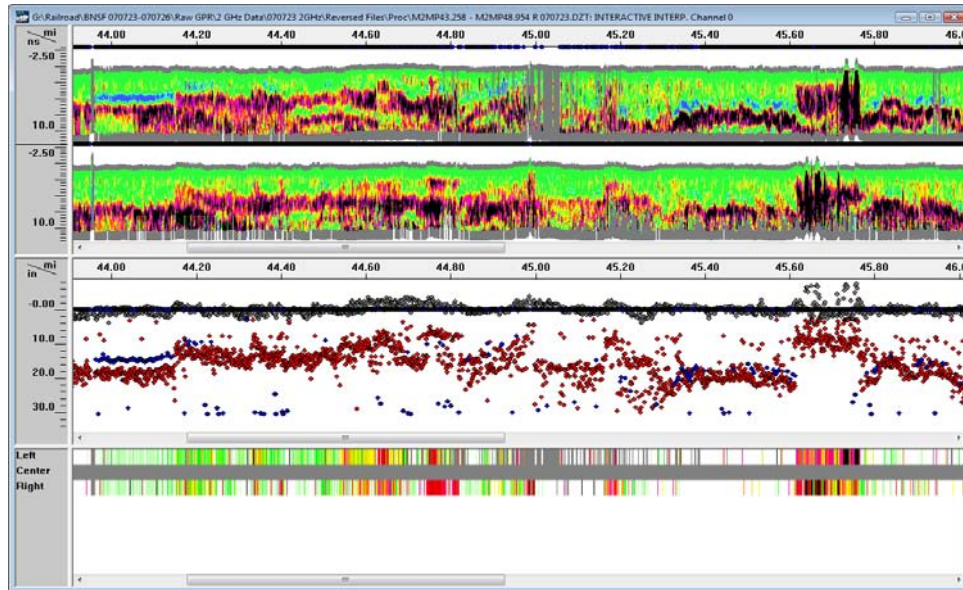 G:\Railroad\BNSF 070723-070726\Raw GPR\2 GHz Data\070723 2GHz\Reversed Files\Proc\M2MP43.258 - M2MP48.954 R 070723.DZT: INTERACTIVE INTERP. Channel 0
mi 44.00 44.20 44.40 44.60 44.80 45.00 45.20 45.40 45.60 45.80 46.0
ns
-2.50
10.0
-2.50
10.0
mi 44.00 44.20 44.40 44.60 44.80 45.00 45.20 45.40 45.60 45.80 46.0
in
-0.00
10.0
20.0
30.0
Left
Center
Right